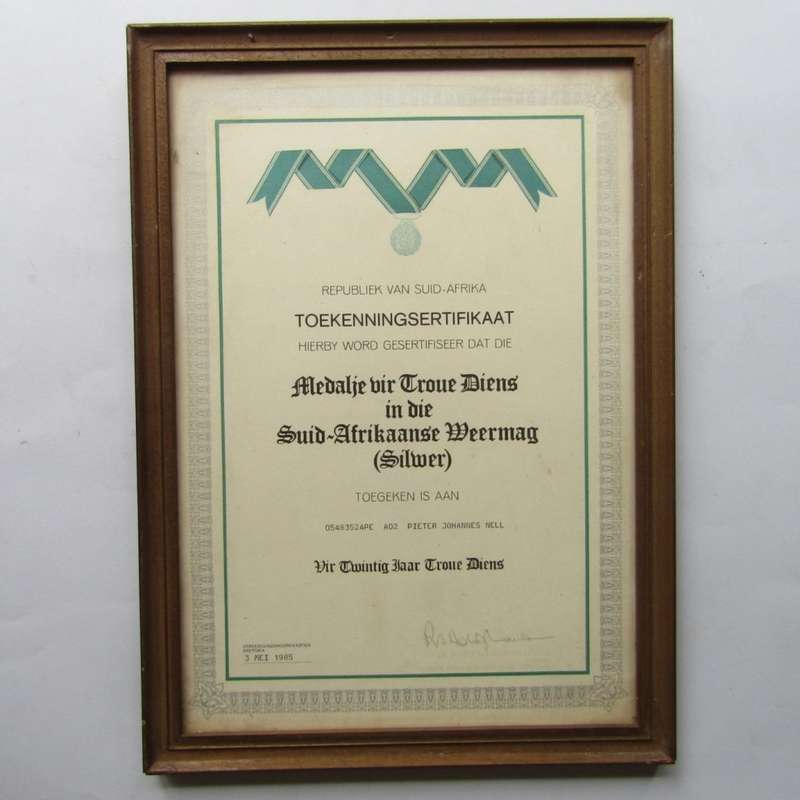 REPUBLIEK VAN SUID-AFRIKA
TOEKENNINGSERTIFIKAAT
HIERBY WORD GESERTIFISEER DAT DIE
Medalje vir Troue Diens
in die
Suid-Afrikaanse Weermag
(Silwer)
TOEGEKEN IS AAN
05483524PE AO2 PIETER JOHANNES NELL
Vir Twintig Jaar Troue Diens
PRETORIA
3 MEI 1985